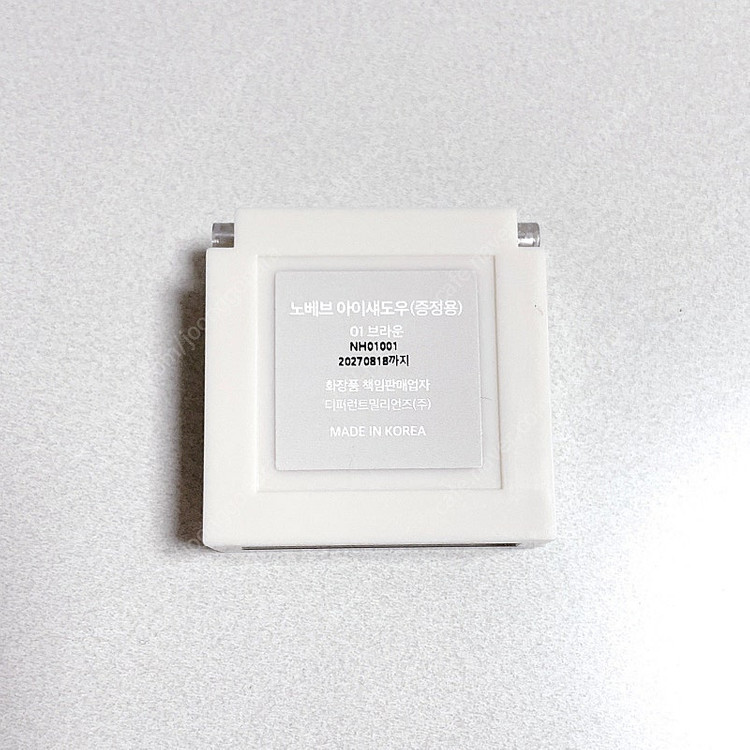 노베브 아이섀도우(증정용)
01 브라운
NH01001
20270818까지
화장품 책임판매업자
디퍼런트밀리언즈(주)
MADE IN KOREA